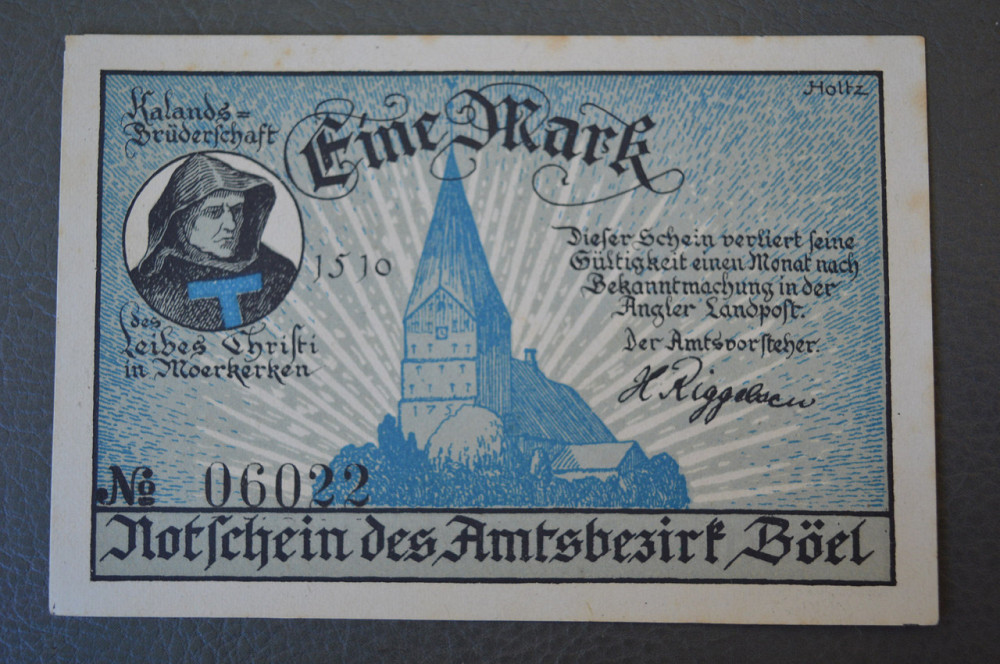 Holtz
Kalands=
Brüderschaft
Eine Mark
1510
des
Leibes Christi
in Moerkerken
Dieser Schein verliert seine
Gültigkeit einen Monat nach
Bekanntmachung in der
Angler Landpost.
Der Amtsvorsteher.
H Riggelsen
No 06022
Notschein des Amtsbezirk Böel